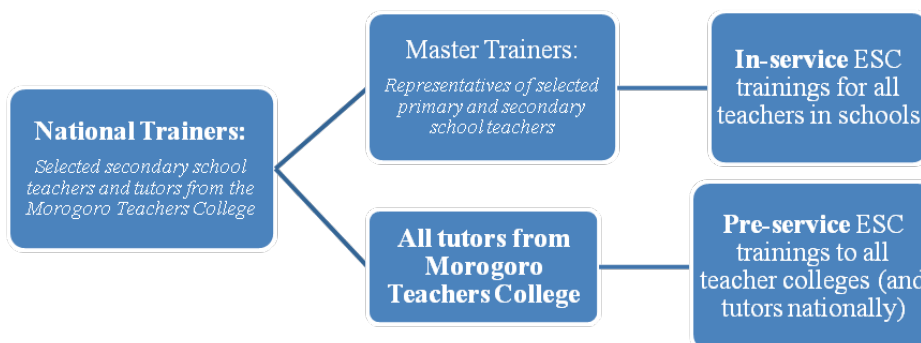 National Trainers:
Selected secondary school
teachers and tutors from the
Morogoro Teachers College
Master Trainers:
Representatives of selected
primary and secondary
school teachers
In-service ESC
trainings for all
teachers in schools
All tutors from
Morogoro
Teachers College
Pre-service ESC
trainings to all
teacher colleges (and
tutors nationally)